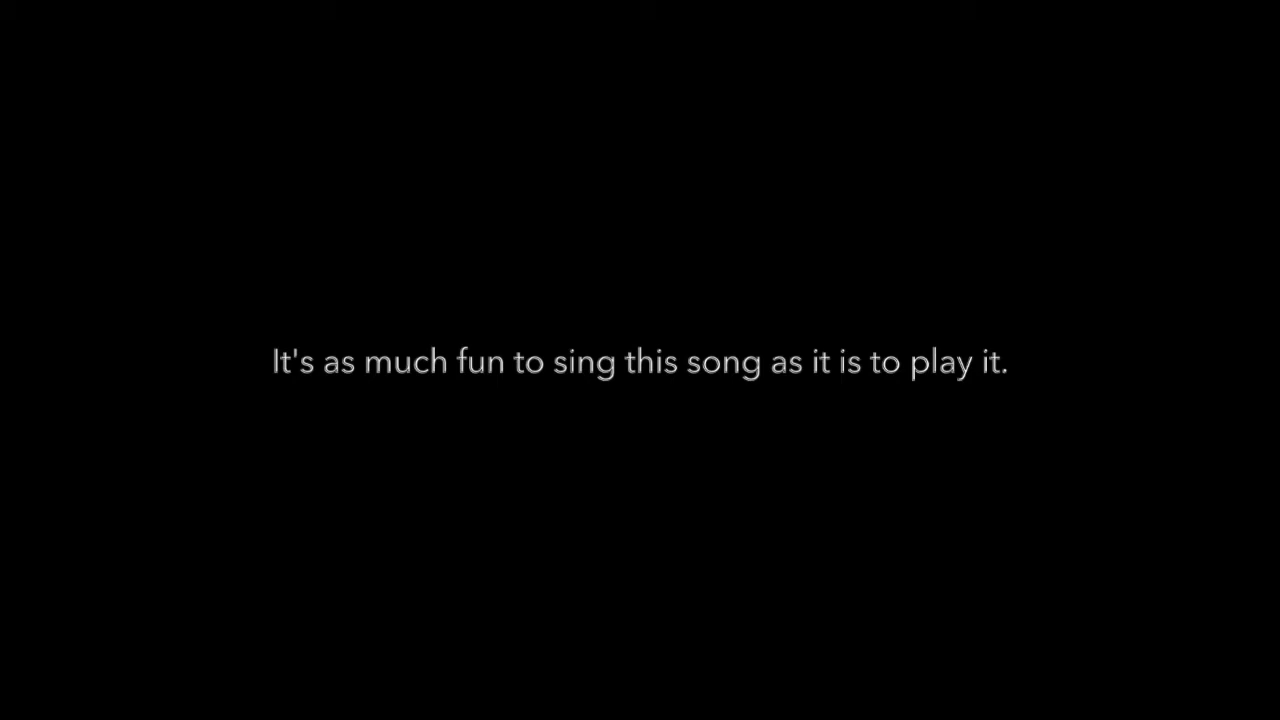 It's as much fun to sing this song as it is to play it.